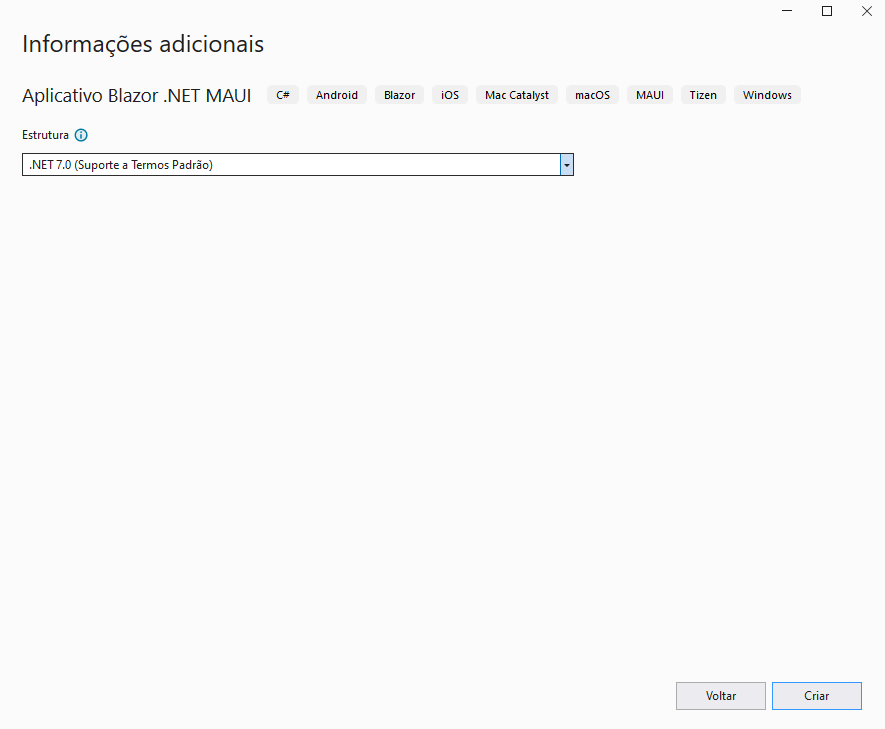 Informações adicionais
Aplicativo Blazor .NET MAUI C# Android Blazor iOS Mac Catalyst macOS MAUI Tizen Windows
Estrutura
.NET 7.0 (Suporte a Termos Padrão)
Voltar Criar